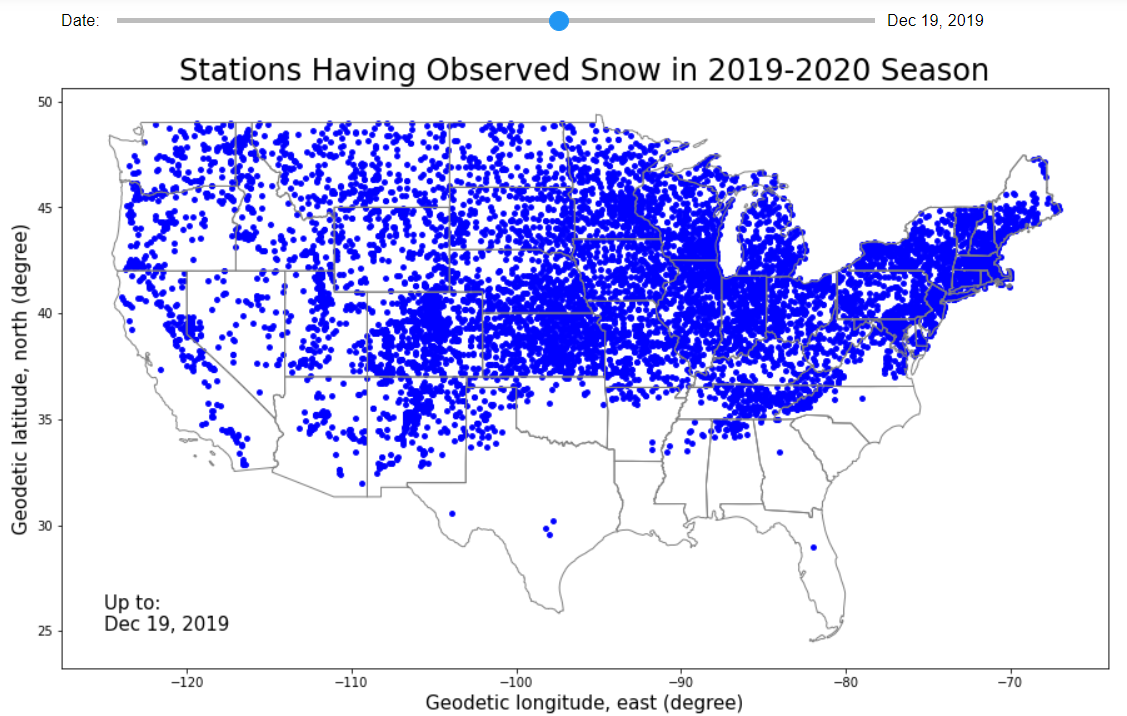 Date: Dec 19, 2019
Stations Having Observed Snow in 2019-2020 Season
50
45
40
35
30
25
Geodetic latitude, north (degree)
Up to:
Dec 19, 2019
−120 −110 −100 −90 −80 −70
Geodetic longitude, east (degree)